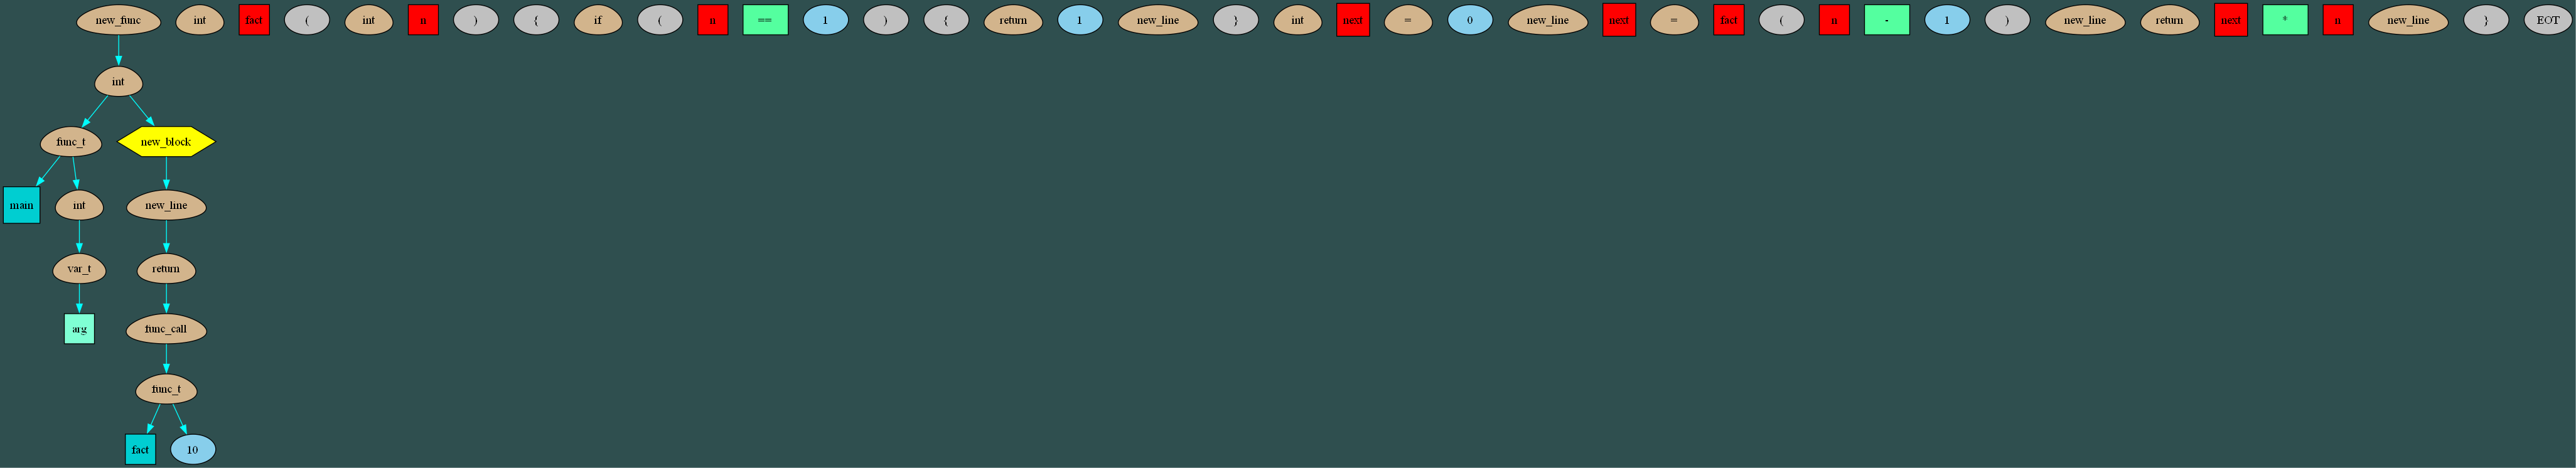 new_func int fact ( int n ) { if ( n == 1 ) { return 1 new_line } int next = 0 new_line next = fact ( n - 1 ) new_line return next * n new_line } EOT
int
func_t new_block
main int new_line
var_t return
arg func_call
func_t
fact 10